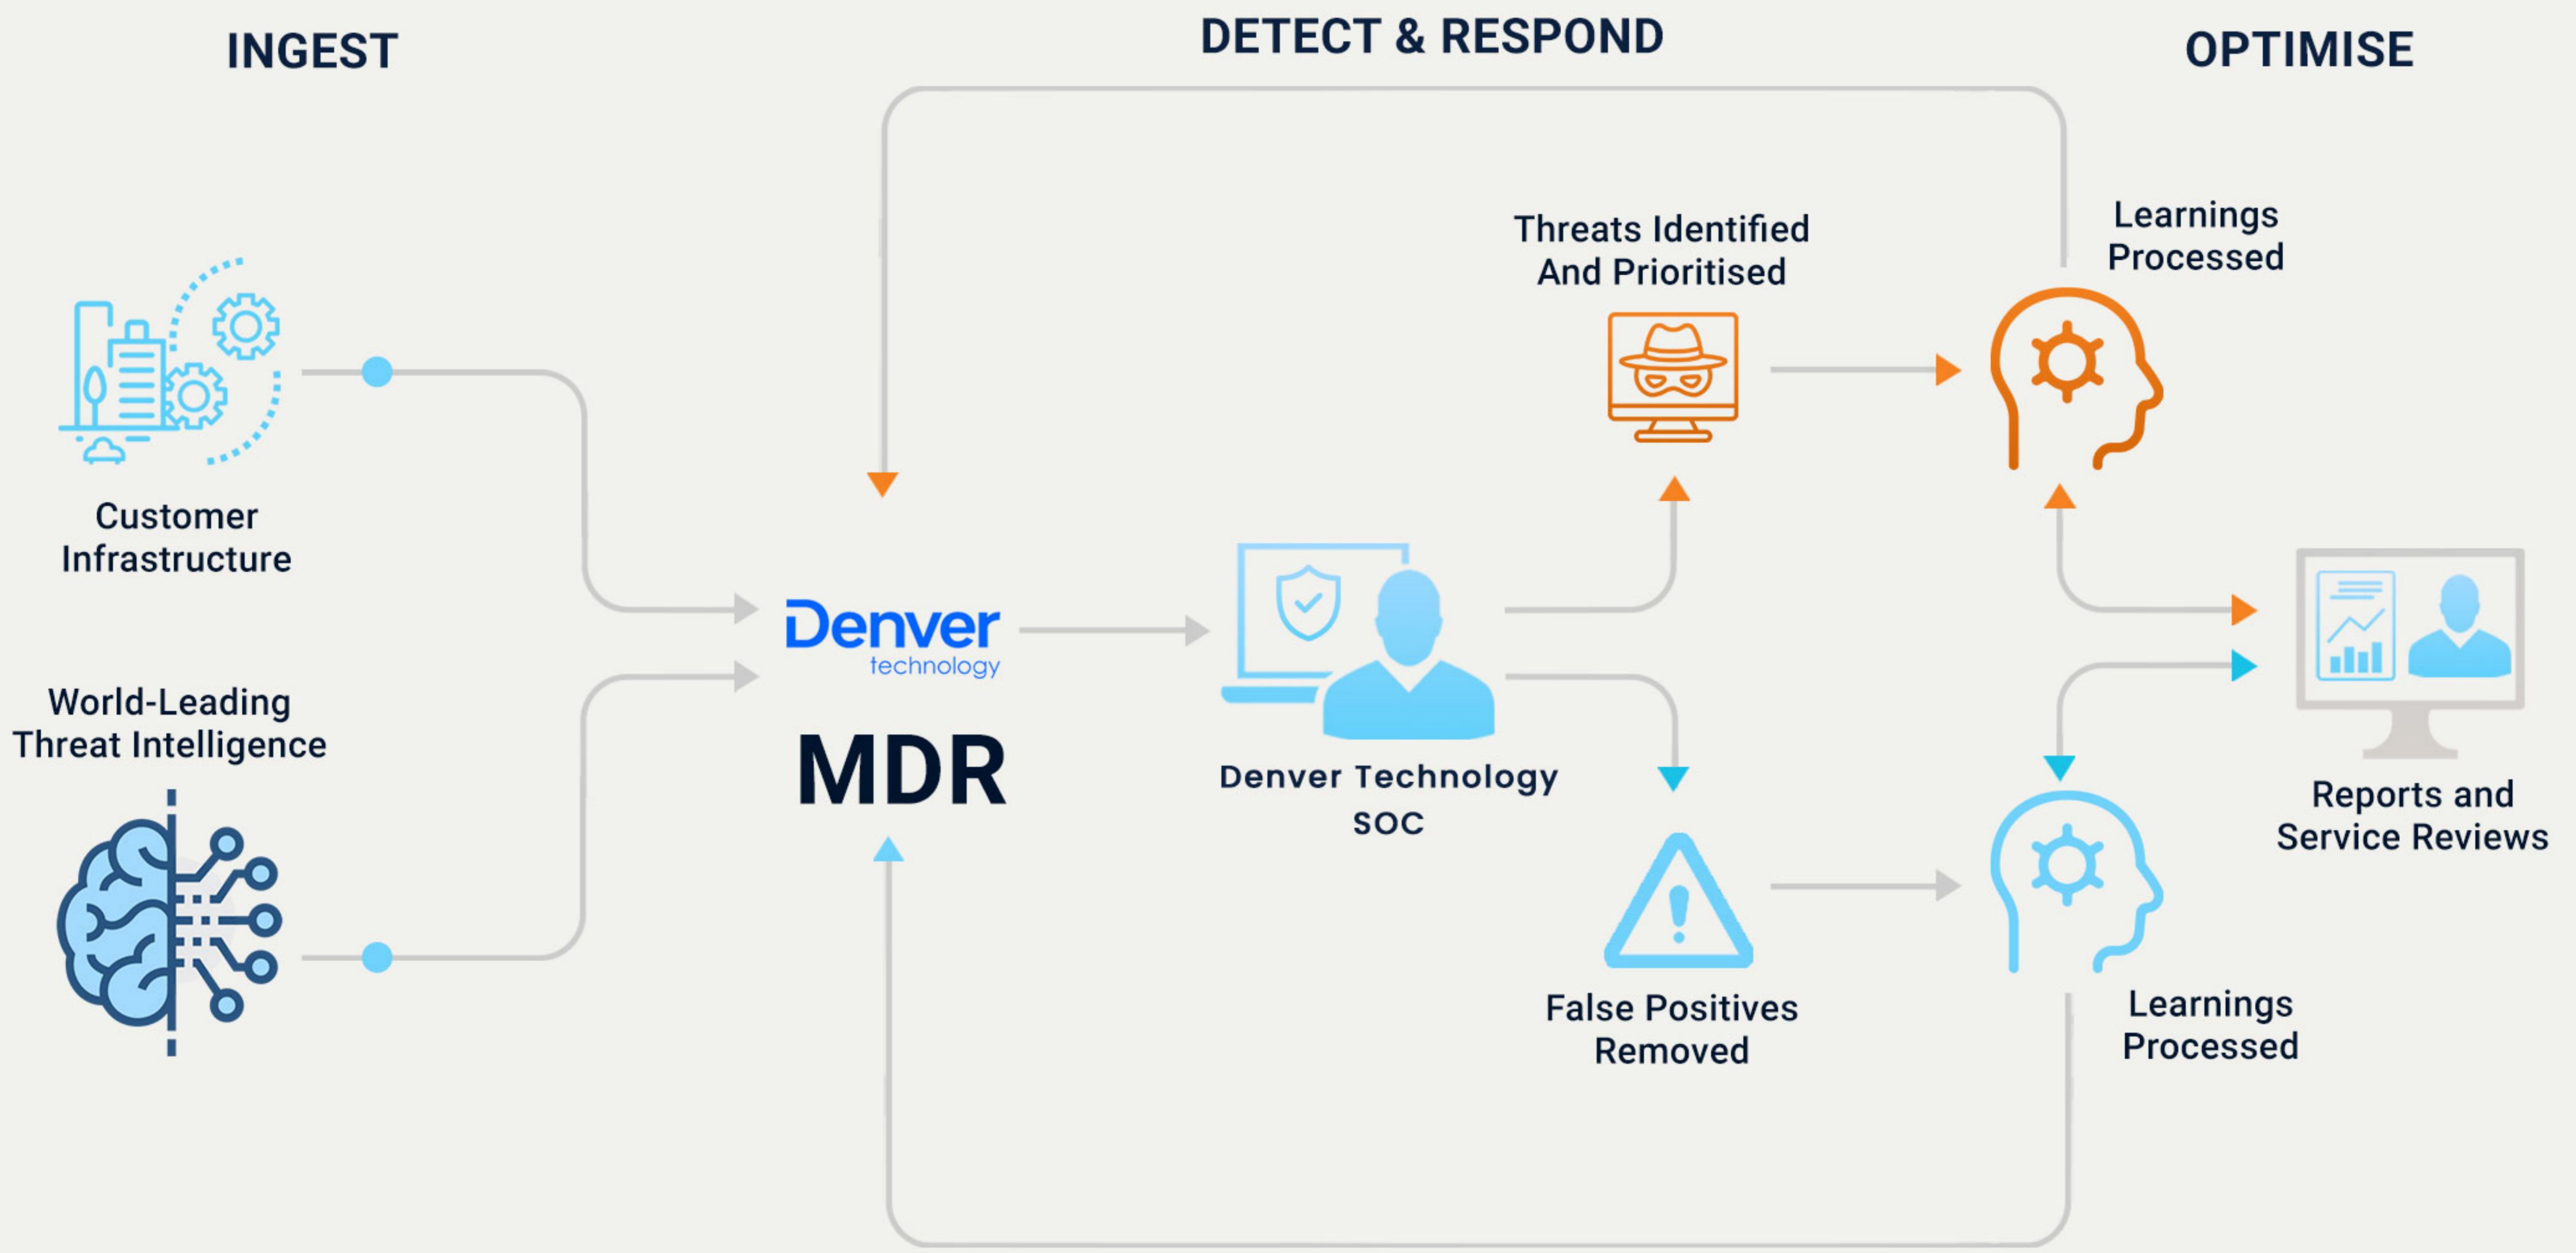 INGEST
DETECT & RESPOND
OPTIMISE
Customer
Infrastructure
World-Leading
Threat Intelligence
Denver
technology
MDR
Denver Technology
SOC
Threats Identified
And Prioritised
Learnings
Processed
False Positives
Removed
Learnings
Processed
Reports and
Service Reviews